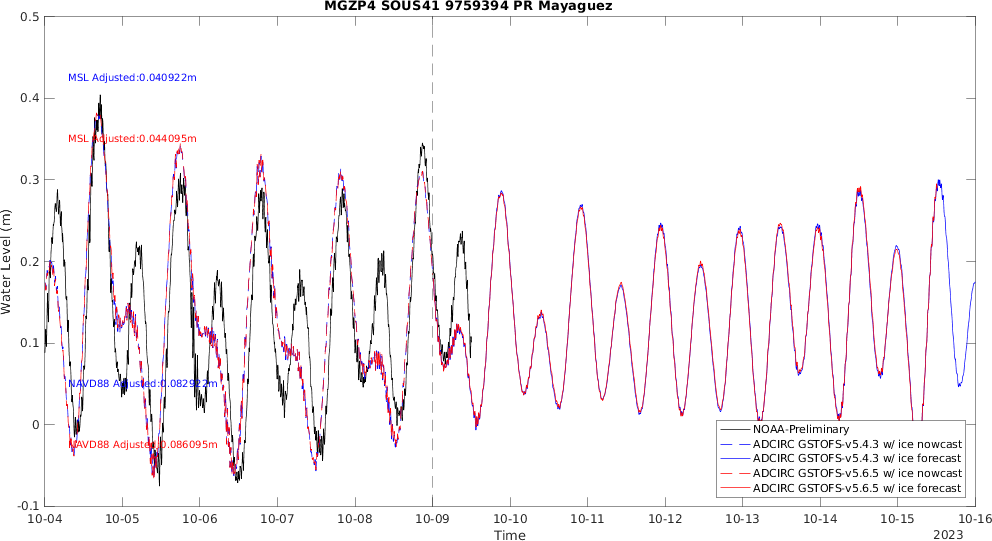 MGZP4 SOUS41 9759394 PR Mayaguez
0.5
0.4
0.3
0.2
0.1
0
-0.1
Water Level (m)
MSL Adjusted:0.040922m
MSL Adjusted:0.044095m
NAVD88 Adjusted:0.082922m
NAVD88 Adjusted:0.086095m
NOAA-Preliminary
ADCIRC GSTOFS-v5.4.3 w/ ice nowcast
ADCIRC GSTOFS-v5.4.3 w/ ice forecast
ADCIRC GSTOFS-v5.6.5 w/ ice nowcast
ADCIRC GSTOFS-v5.6.5 w/ ice forecast
10-04 10-05 10-06 10-07 10-08 10-09 10-10 10-11 10-12 10-13 10-14 10-15 10-16
Time
2023